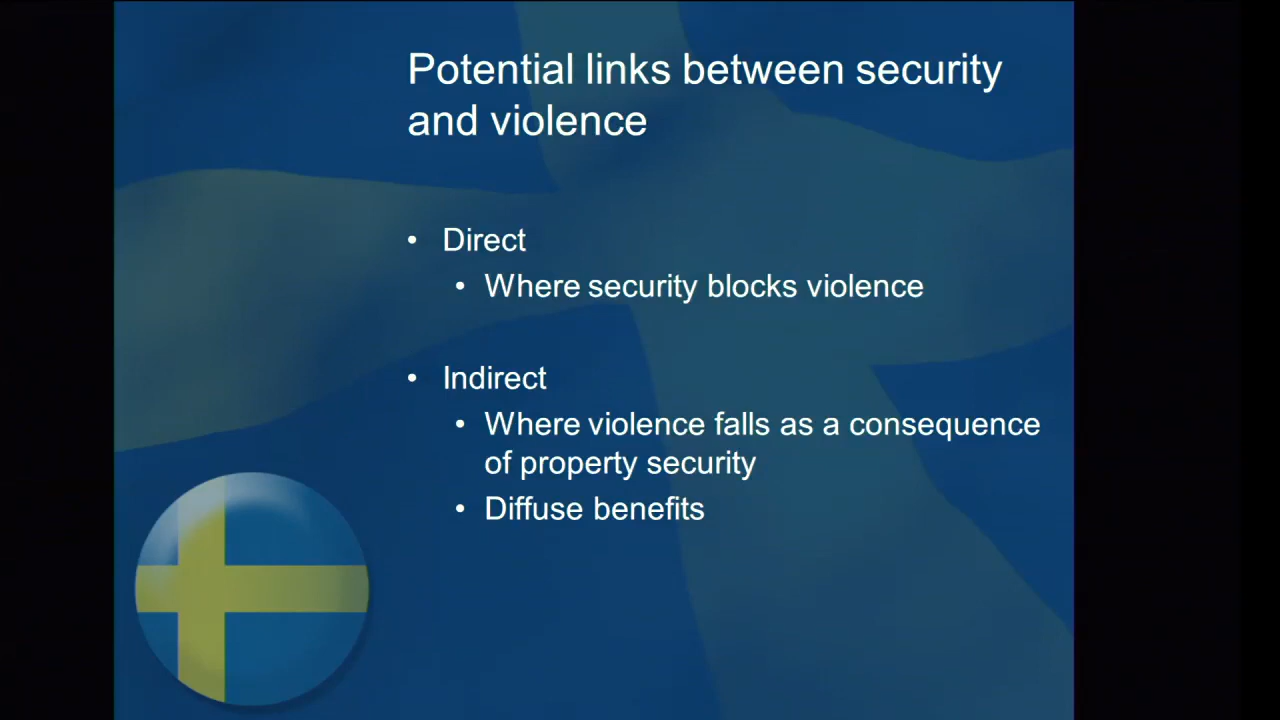 Potential links between security
and violence
• Direct
• Where security blocks violence
• Indirect
• Where violence falls as a consequence
of property security
• Diffuse benefits